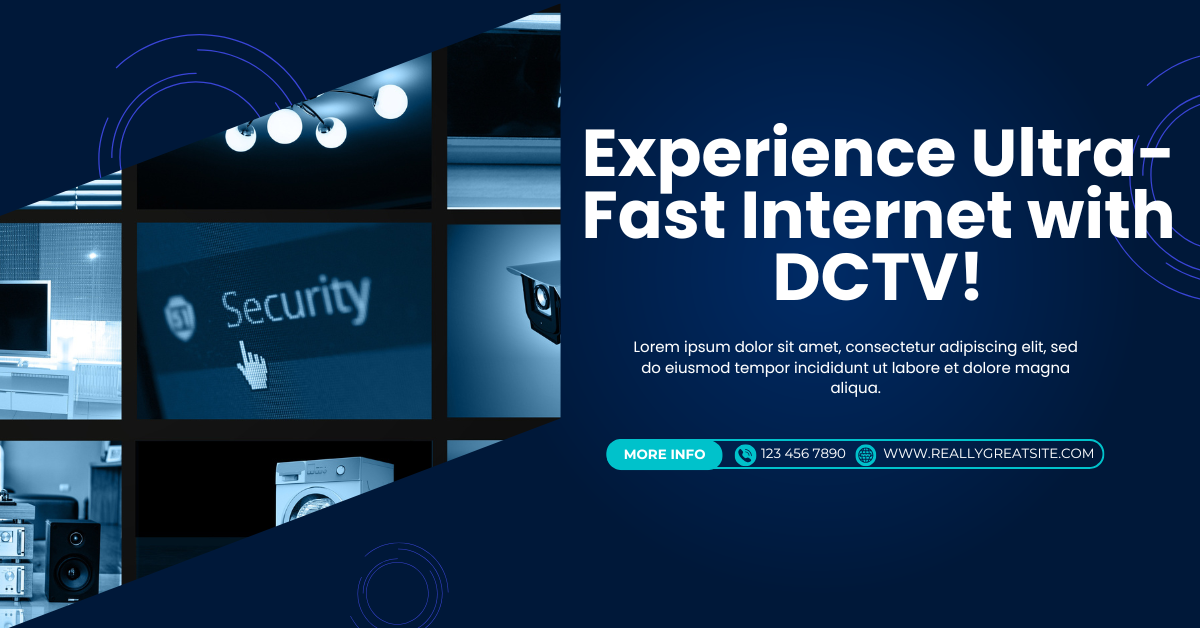 Experience Ultra-
Fast Internet with
DCTV!
Lorem ipsum dolor sit amet, consectetur adipiscing elit, sed
do eiusmod tempor incididunt ut labore et dolore magna
aliqua.
MORE INFO 123 456 7890 WWW.REALLYGREATSITE.COM
Security